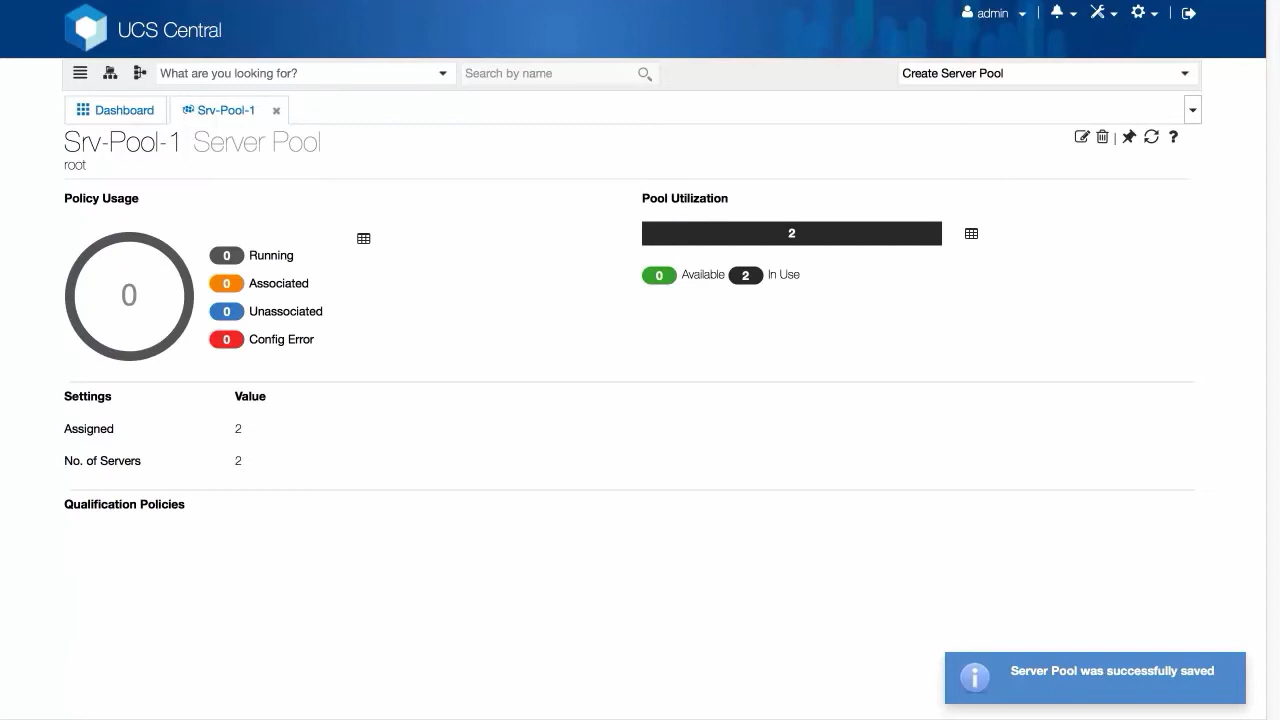 UCS Central
admin
What are you looking for?
Search by name
Create Server Pool
Dashboard
Srv-Pool-1
Srv-Pool-1 Server Pool
root
Policy Usage
0
0 Running
0 Associated
0 Unassociated
0 Config Error
Pool Utilization
2
0 Available 2 In Use
Settings Value
Assigned 2
No. of Servers 2
Qualification Policies
Server Pool was successfully saved